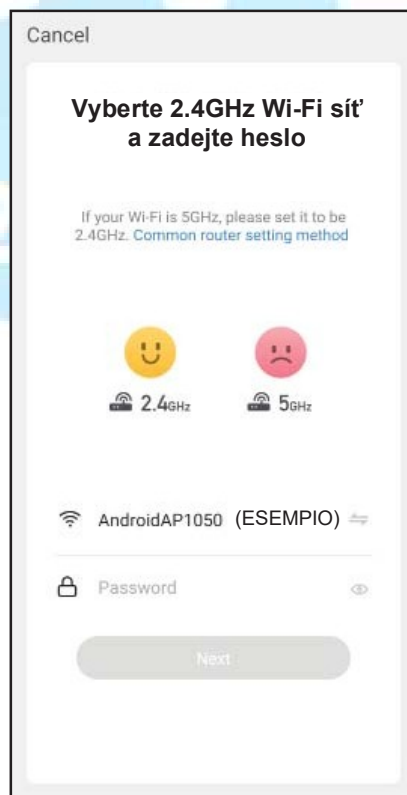 Cancel
Vyberte 2.4GHz Wi-Fi síť
a zadejte heslo
If your Wi-Fi is 5GHz, please set it to be
2.4GHz. Common router setting method
2.4GHz 5GHz
AndroidAP1050 (ESEMPIO)
Password
Next